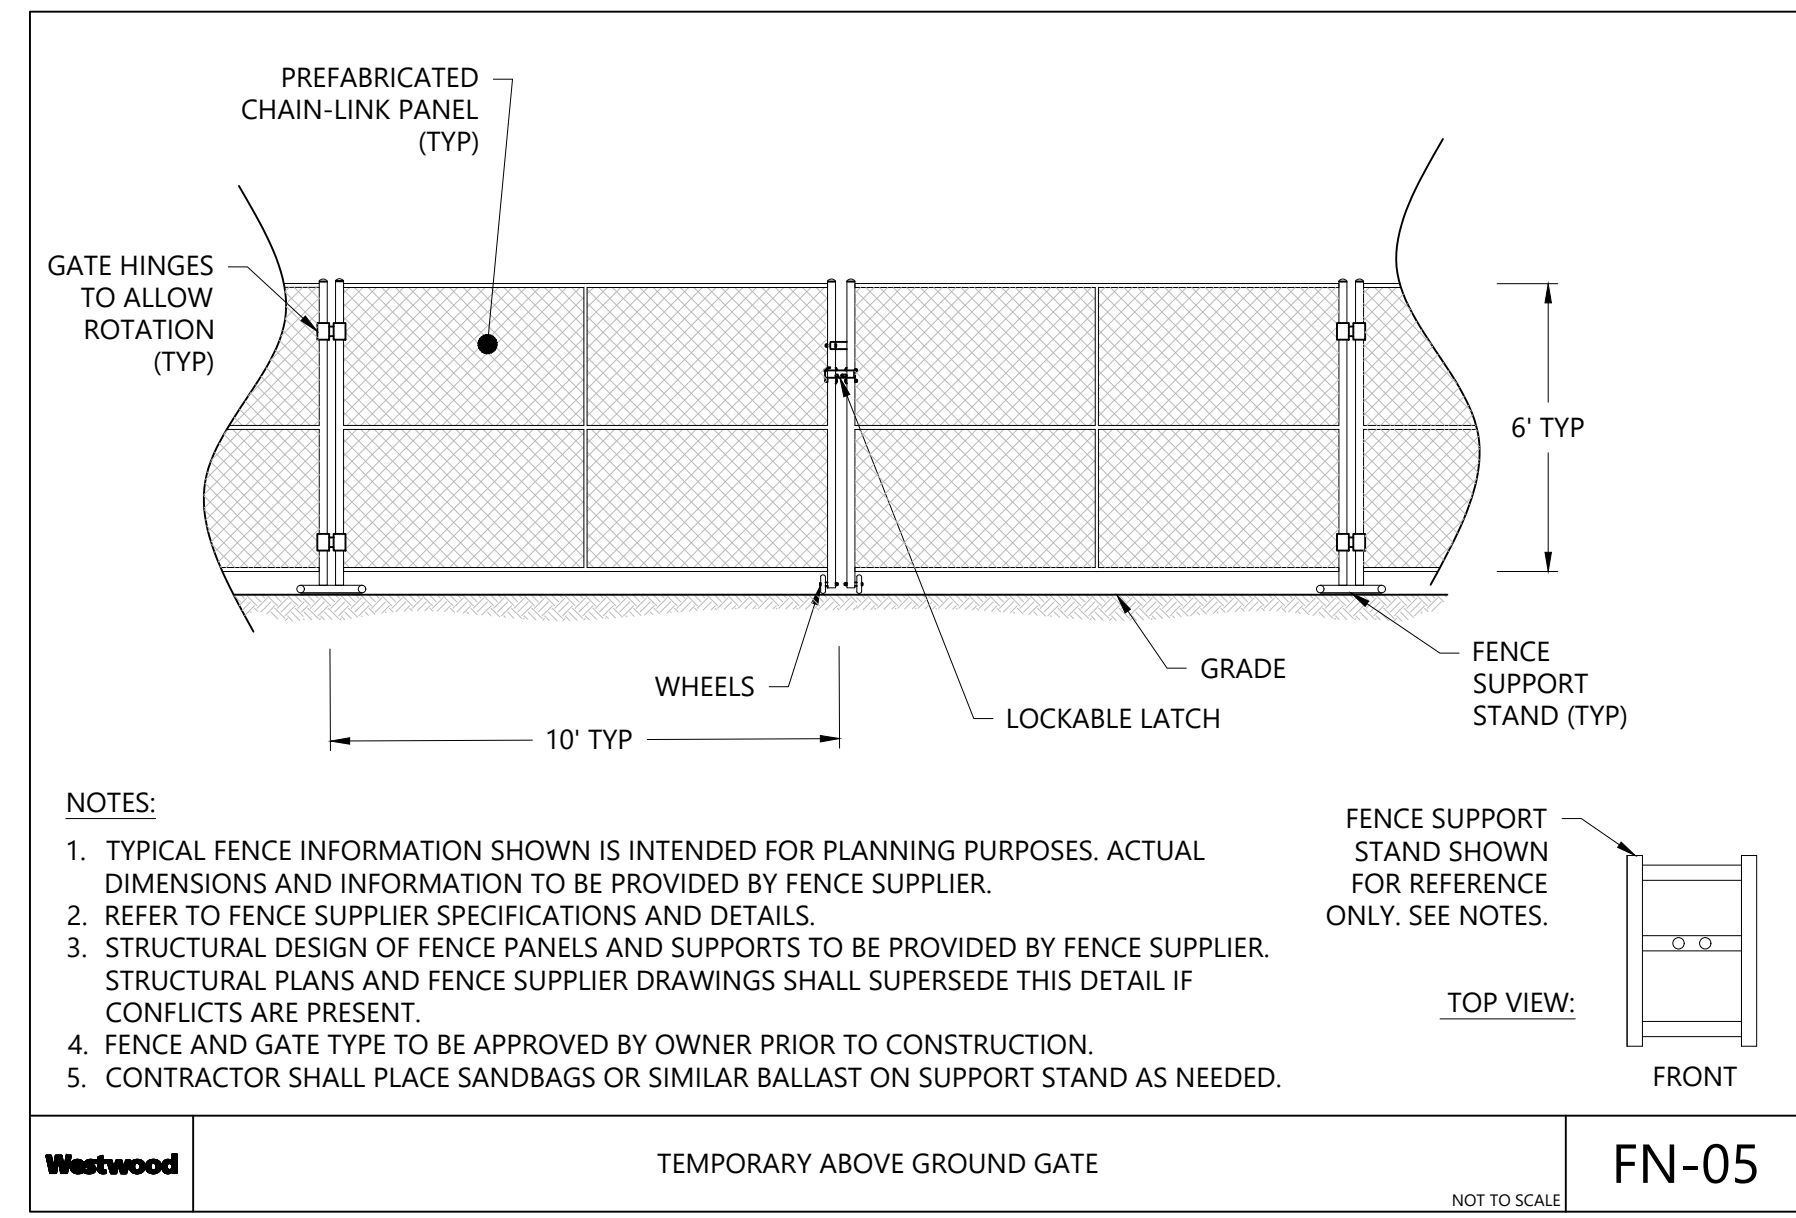 PREFABRICATED
CHAIN-LINK PANEL
(TYP)
GATE HINGES
TO ALLOW
ROTATION
(TYP)
6' TYP
WHEELS
GRADE
LOCKABLE LATCH
FENCE
SUPPORT
STAND (TYP)
10' TYP
NOTES:
1. TYPICAL FENCE INFORMATION SHOWN IS INTENDED FOR PLANNING PURPOSES. ACTUAL
DIMENSIONS AND INFORMATION TO BE PROVIDED BY FENCE SUPPLIER.
2. REFER TO FENCE SUPPLIER SPECIFICATIONS AND DETAILS.
3. STRUCTURAL DESIGN OF FENCE PANELS AND SUPPORTS TO BE PROVIDED BY FENCE SUPPLIER.
STRUCTURAL PLANS AND FENCE SUPPLIER DRAWINGS SHALL SUPERSEDE THIS DETAIL IF
CONFLICTS ARE PRESENT.
4. FENCE AND GATE TYPE TO BE APPROVED BY OWNER PRIOR TO CONSTRUCTION.
5. CONTRACTOR SHALL PLACE SANDBAGS OR SIMILAR BALLAST ON SUPPORT STAND AS NEEDED.
FENCE SUPPORT
STAND SHOWN
FOR REFERENCE
ONLY. SEE NOTES.
TOP VIEW:
FRONT
Westwood
TEMPORARY ABOVE GROUND GATE
NOT TO SCALE
FN-05